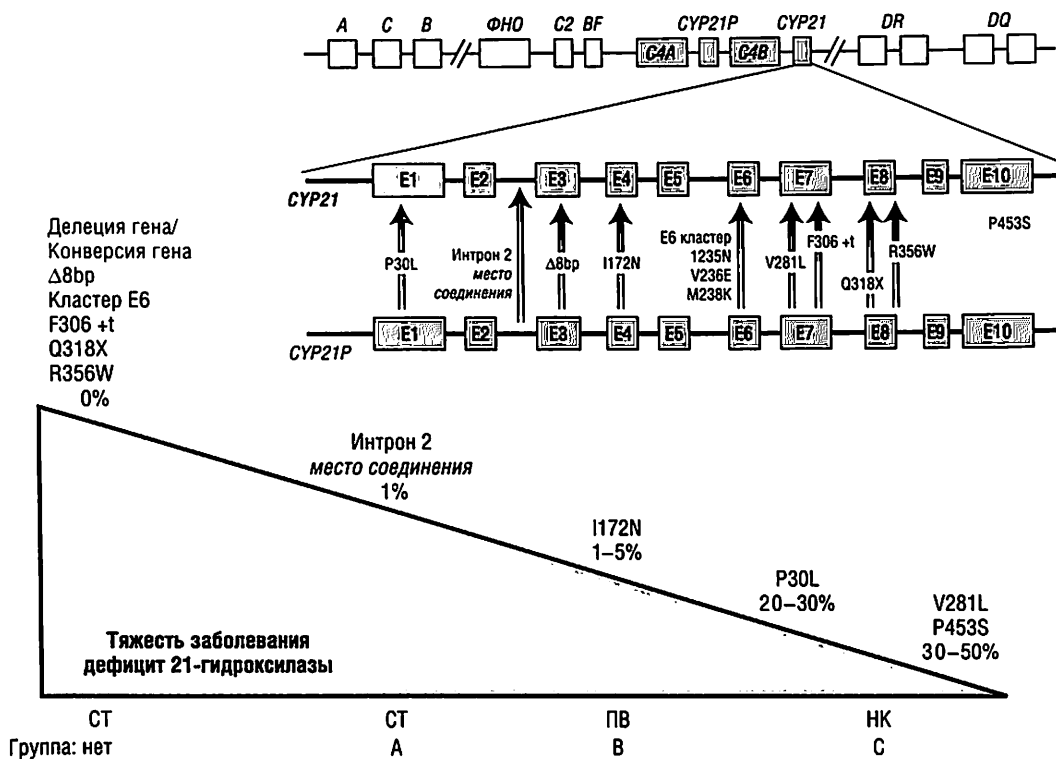 A C B ФНО C2 BF CYP21P CYP21 DR DQ
C4A C4B
E1 E2 E3 E4 E5 E6 E7 E8 E9 E10
CYP21
P453S
Делеция гена/
Конверсия гена
Δ8bp
Кластер E6
F306 +t
Q318X
R356W
0%
P30L
Интрон 2
место
соединения
Δ8bp
I172N
E6 кластер
1235N
V236E
M238K
V281L
F306 +t
Q318X
R356W
E1 E2 E3 E4 E5 E6 E7 E8 E9 E10
CYP21P
Интрон 2
место соединения
1%
I172N
1–5%
P30L
20–30%
V281L
P453S
30–50%
Тяжесть заболевания
дефицит 21-гидроксилазы
СТ СТ ПВ НК
Группа: нет A B C